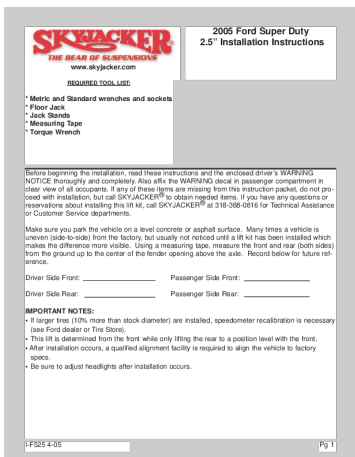 SKYJACKER®
THE BEAR OF SUSPENSIONS
www.skyjacker.com
2005 Ford Super Duty
2.5" Installation Instructions
REQUIRED TOOL LIST:
* Metric and Standard wrenches and sockets
* Floor Jack
* Jack Stands
* Measuring Tape
* Torque Wrench
Before beginning the installation, read these instructions and the enclosed driver's WARNING
NOTICE thoroughly and completely. Also affix the WARNING decal in passenger compartment in
clear view of all occupants. If any of these items are missing from this instruction packet, do not pro-
ceed with installation, but call SKYJACKER® to obtain needed items. If you have any questions or
reservations about installing this lift kit, call SKYJACKER® at 318-388-0816 for Technical Assistance
or Customer Service departments.
Make sure you park the vehicle on a level concrete or asphalt surface. Many times a vehicle is
uneven (side-to-side) from the factory, but usually not noticed until a lift kit has been installed which
makes the difference more visible. Using a measuring tape, measure the front and rear (both sides)
from the ground up to the center of the fender opening above the axle. Record below for future ref-
erence.
Driver Side Front: Passenger Side Front:
Driver Side Rear: Passenger Side Rear:
IMPORTANT NOTES:
• If larger tires (10% more than stock diameter) are installed, speedometer recalibration is necessary
(see Ford dealer or Tire Store).
• This lift is determined from the front while only lifting the rear to a position level with the front.
• After installation occurs, a qualified alignment facility is required to align the vehicle to factory
specs.
• Be sure to adjust headlights after installation occurs.
I-F525 4-05 Pg 1